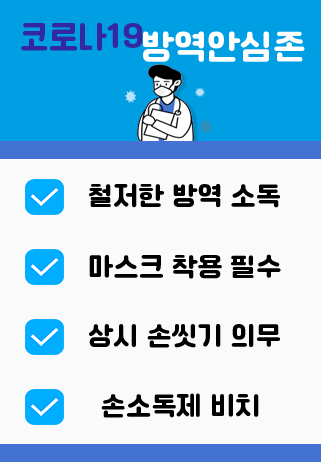 코로나19 방역안심존
철저한 방역 소독
마스크 착용 필수
상시 손씻기 의무
손소독제 비치